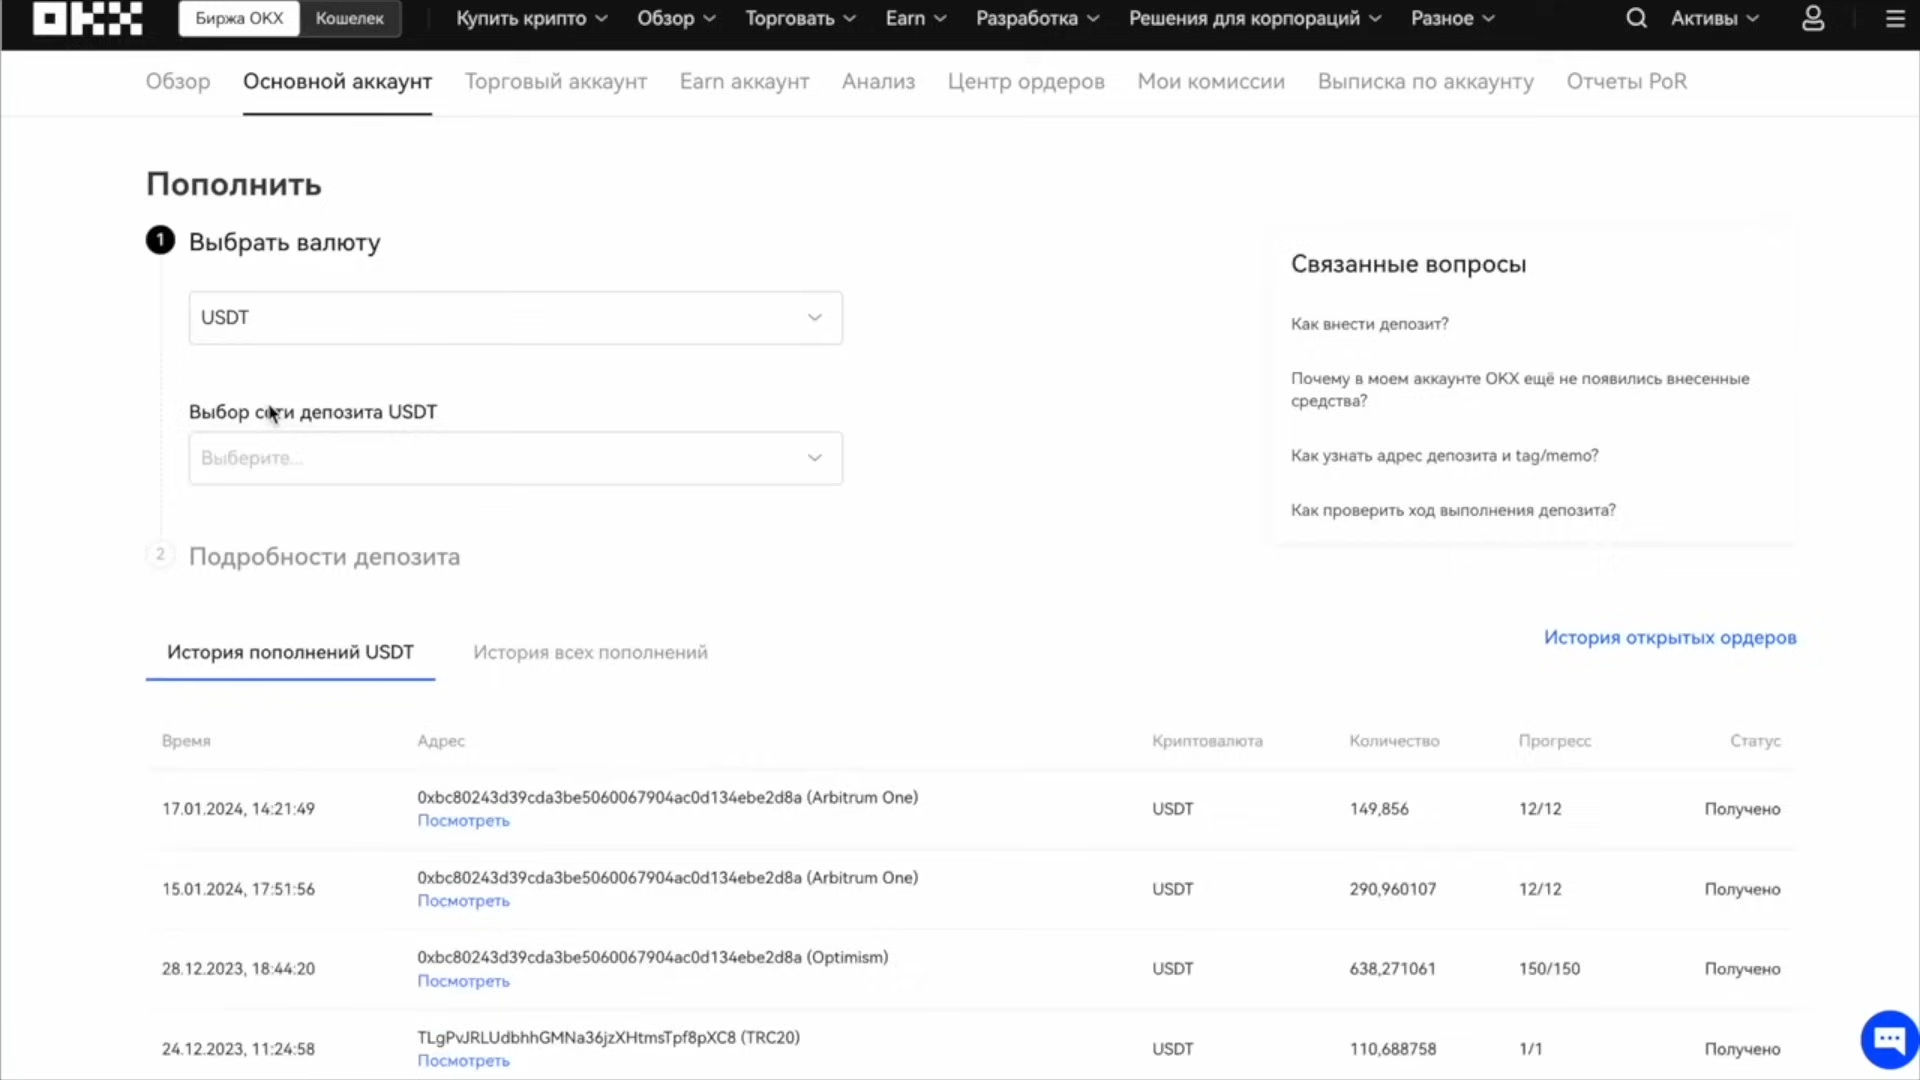 OKX
Биржа OKX
Кошелек
Купить крипто
Обзор
Торговать
Earn
Разработка
Решения для корпораций
Разное
Активы
Обзор
Основной аккаунт
Торговый аккаунт
Earn аккаунт
Анализ
Центр ордеров
Мои комиссии
Выписка по аккаунту
Отчеты PoR
Пополнить
1 Выбрать валюту
USDT
Выбор сети депозита USDT
Выберите...
2 Подробности депозита
Связанные вопросы
Как внести депозит?
Почему в моем аккаунте OKX ещё не появились внесенные
средства?
Как узнать адрес депозита и tag/memo?
Как проверить ход выполнения депозита?
История пополнений USDT
История всех пополнений
История открытых ордеров
Время Адрес Криптовалюта Количество Прогресс Статус
17.01.2024, 14:21:49 0xbc80243d39cda3be5060067904ac0d134ebe2d8a (Arbitrum One) USDT 149,856 12/12 Получено
Посмотреть
15.01.2024, 17:51:56 0xbc80243d39cda3be5060067904ac0d134ebe2d8a (Arbitrum One) USDT 290,960107 12/12 Получено
Посмотреть
28.12.2023, 18:44:20 0xbc80243d39cda3be5060067904ac0d134ebe2d8a (Optimism) USDT 638,271061 150/150 Получено
Посмотреть
24.12.2023, 11:24:58 TLgPvJRLUdbhhGMNa36jzXHtmsTpf8pXC8 (TRC20) USDT 110,688758 1/1 Получено
Посмотреть